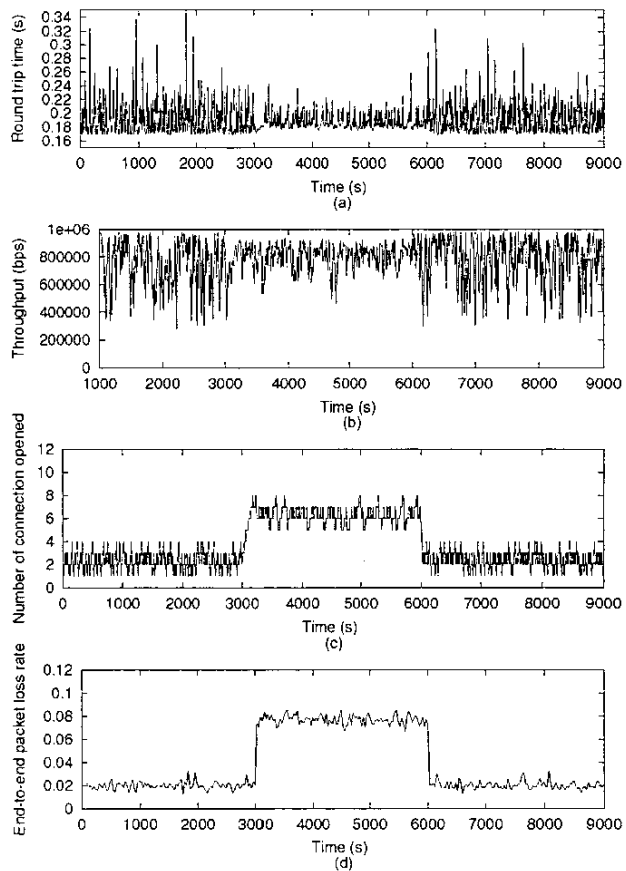 Round trip time (s)
0.34
0.32
0.3
0.28
0.26
0.24
0.22
0.2
0.18
0.16
0 1000 2000 3000 4000 5000 6000 7000 8000 9000
Time (s)
(a)
Throughput (bps)
1e+06
800000
600000
400000
200000
0
1000 2000 3000 4000 5000 6000 7000 8000 9000
Time (s)
(b)
Number of connection opened
12
10
8
6
4
2
0
0 1000 2000 3000 4000 5000 6000 7000 8000 9000
Time (s)
(c)
End-to-end packet loss rate
0.12
0.1
0.08
0.06
0.04
0.02
0
0 1000 2000 3000 4000 5000 6000 7000 8000 9000
Time (s)
(d)